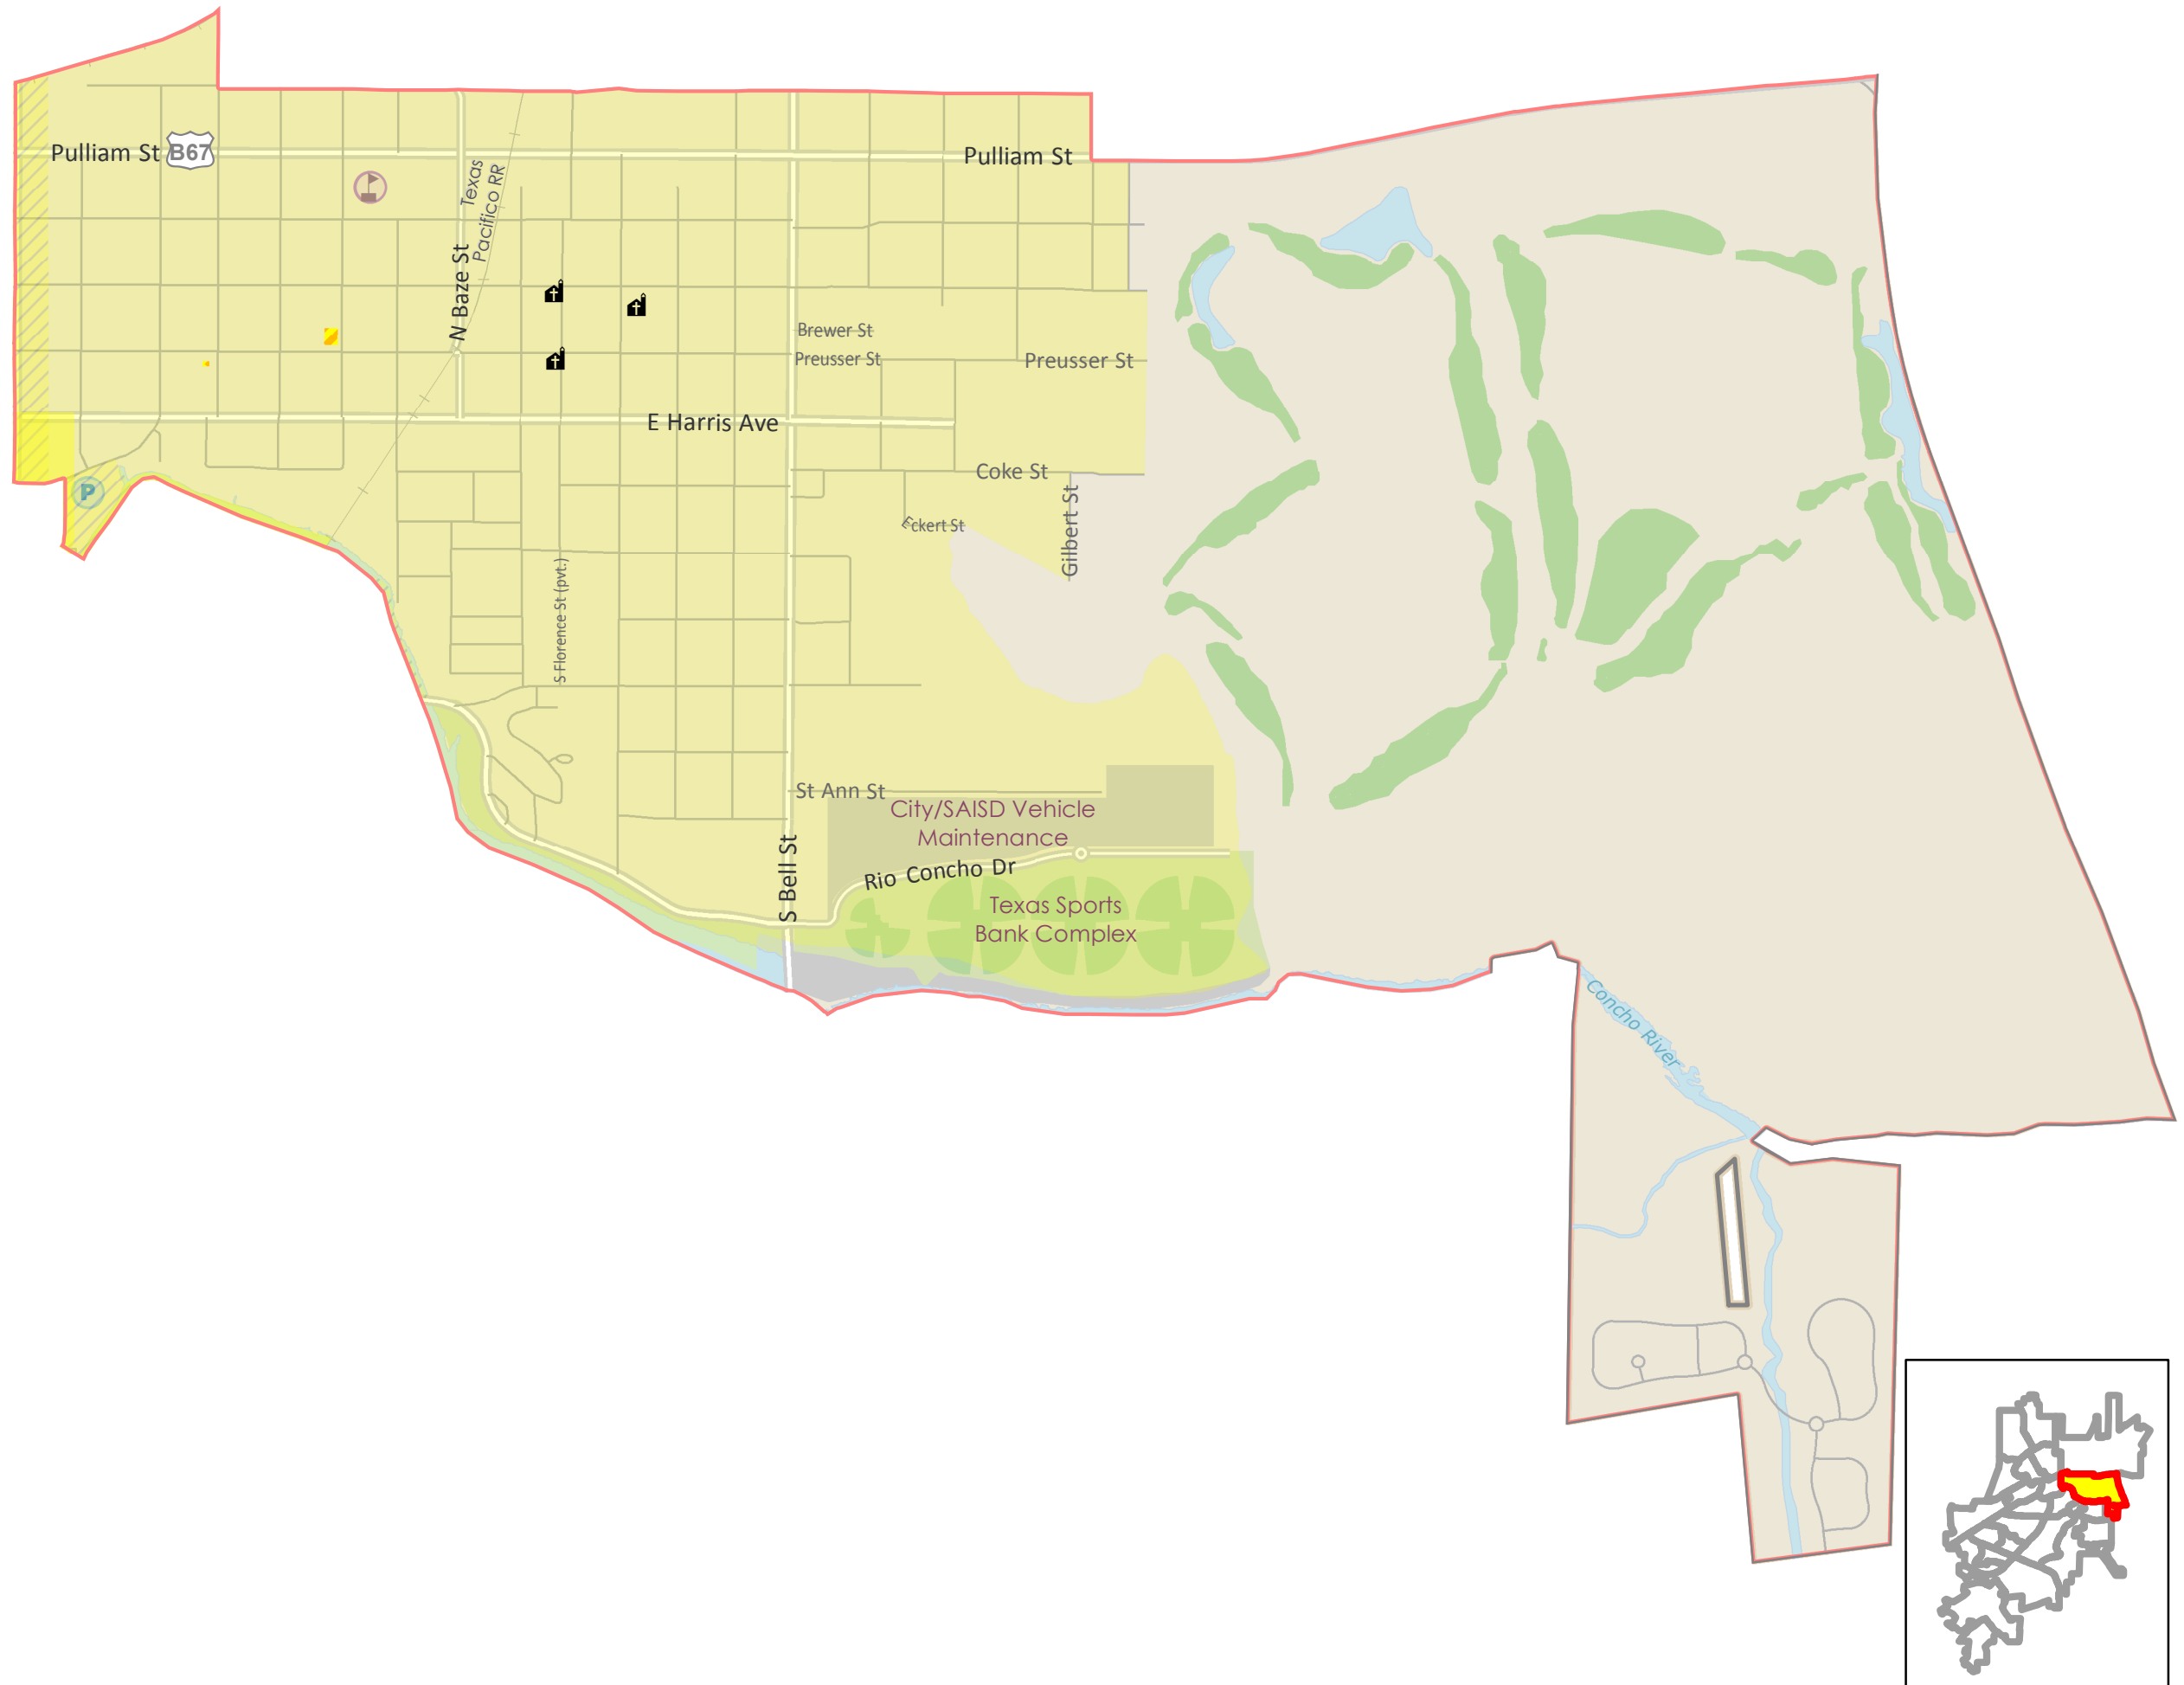 Pulliam St
B67
Pulliam St
Texas
Pacifico RR
N Baze St
Brewer St
Preusser St
Preusser St
E Harris Ave
Coke St
P
Eckert St
Gilbert St
S Florence St (pvt.)
St Ann St
City/SAISD Vehicle
Maintenance
S Bell St
Rio Concho Dr
Texas Sports
Bank Complex
Concho River